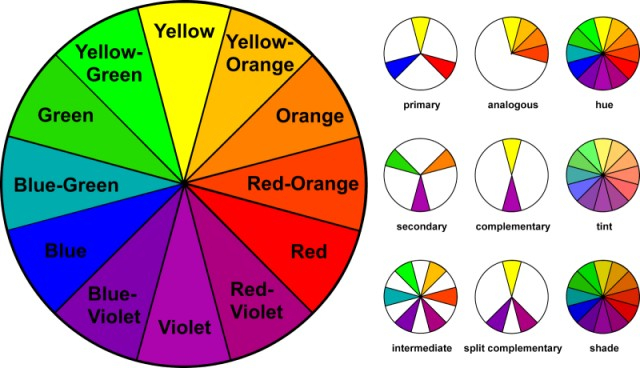 Yellow
Yellow-
Orange
Orange
Red-Orange
Red
Red-
Violet
Violet
Blue-
Violet
Blue
Blue-Green
Green
Yellow-
Green
primary
analogous
hue
secondary
complementary
tint
intermediate
split complementary
shade